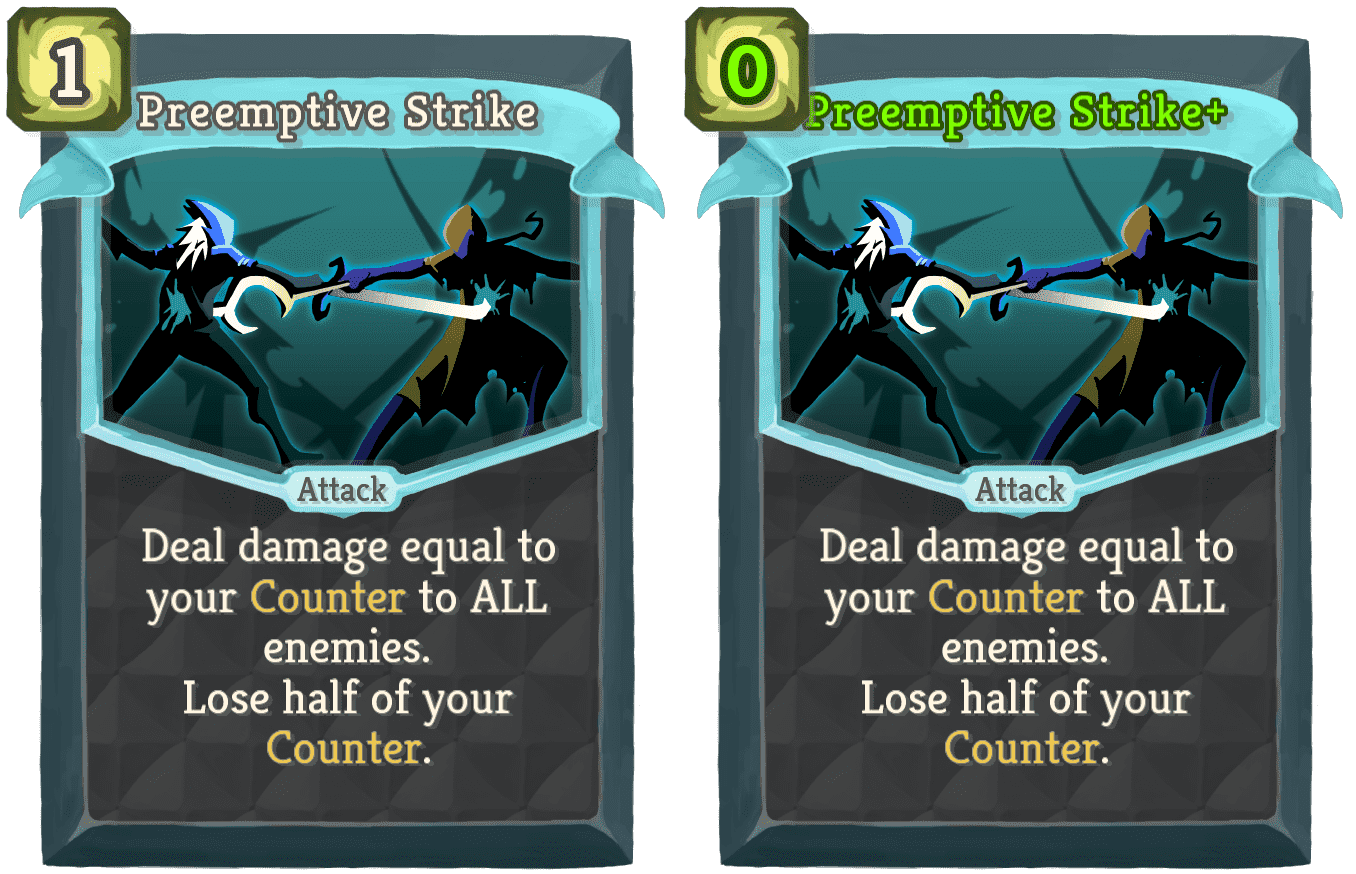 1
Preemptive Strike
Attack
Deal damage equal to
your Counter to ALL
enemies.
Lose half of your
Counter.
0
Preemptive Strike+
Attack
Deal damage equal to
your Counter to ALL
enemies.
Lose half of your
Counter.